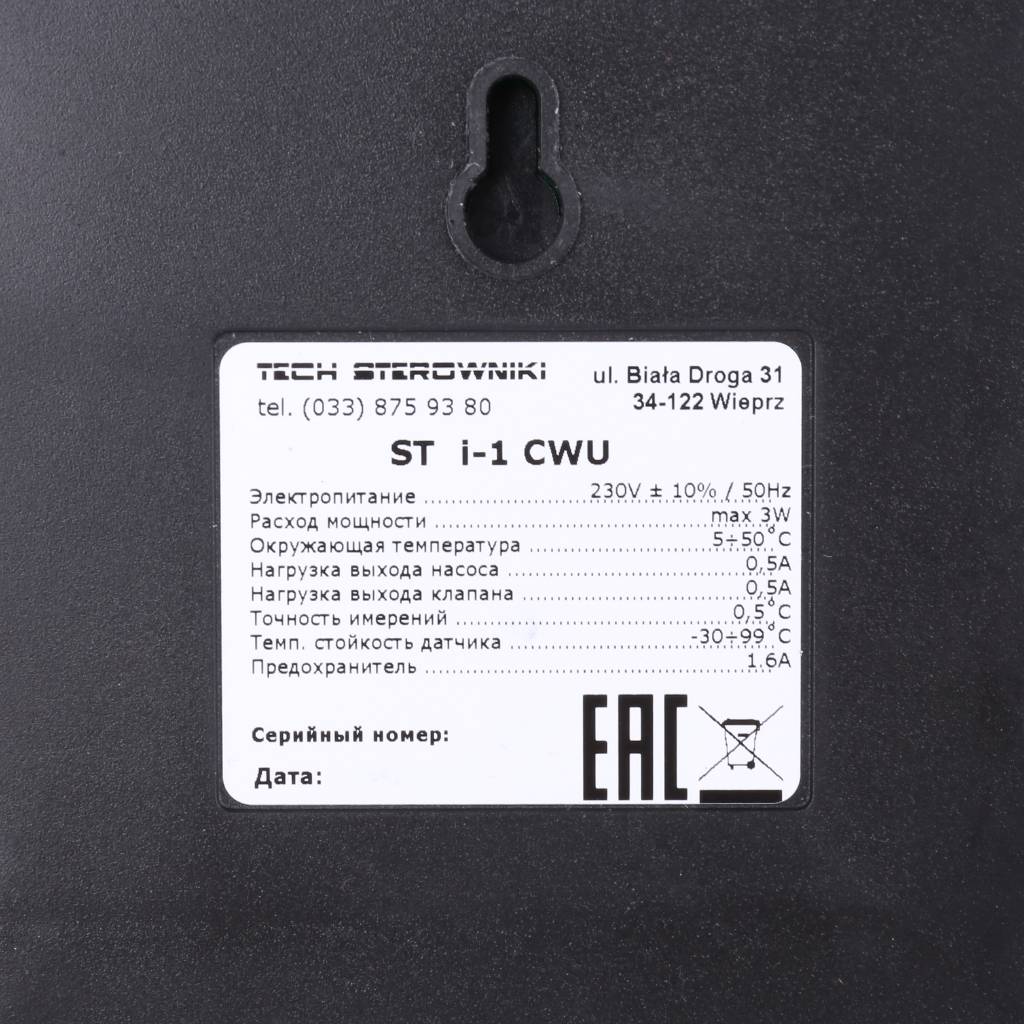 TECH STEROWNIKI
ul. Biała Droga 31
tel. (033) 875 93 80
34-122 Wieprz
ST i-1 CWU
Электропитание ........................ 230V ± 10% / 50Hz
Расход мощности ........................ max 3W
Окружающая температура ........................ 5÷50°C
Нагрузка выхода насоса ........................ 0,5A
Нагрузка выхода клапана ........................ 0,5A
Точность имерений ........................ 0,5°C
Темп. стойкость датчика ........................ -30÷99°C
Предохранитель ........................ 1.6A
Серийный номер:
Дата:
EAC